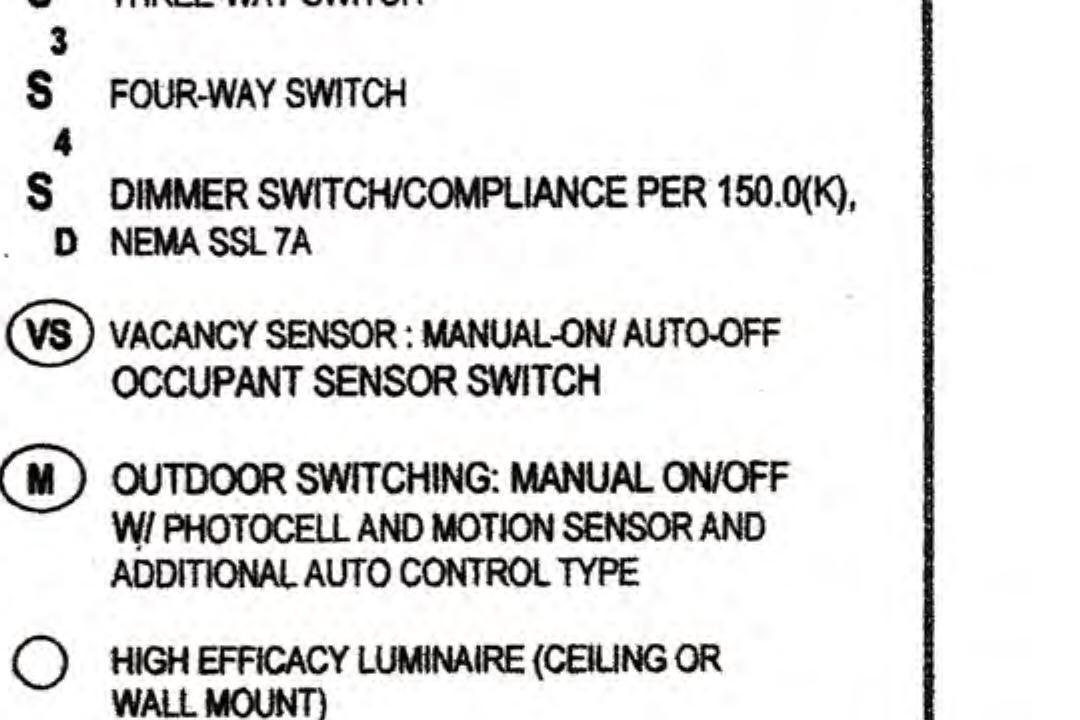 S THREE-WAY SWITCH
3
S FOUR-WAY SWITCH
4
S DIMMER SWITCH/COMPLIANCE PER 150.0(K),
D NEMA SSL 7A
VS VACANCY SENSOR : MANUAL-ON/ AUTO-OFF
OCCUPANT SENSOR SWITCH
M OUTDOOR SWITCHING: MANUAL ON/OFF
W/ PHOTOCELL AND MOTION SENSOR AND
ADDITIONAL AUTO CONTROL TYPE
HIGH EFFICACY LUMINAIRE (CEILING OR
WALL MOUNT)